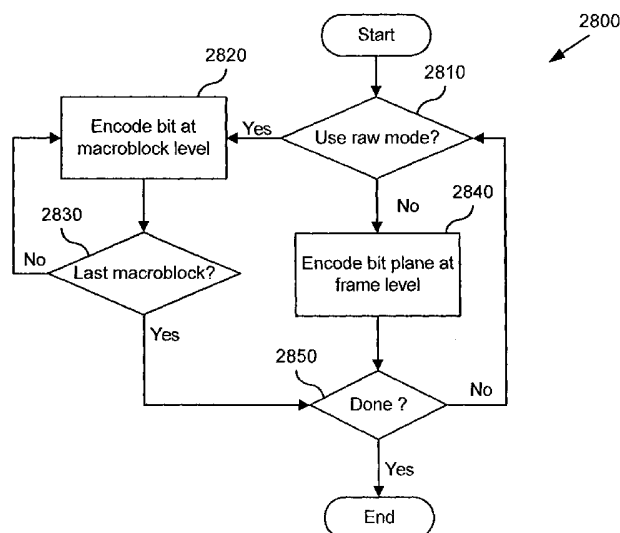 Start
2800
2820
2810
Encode bit at
macroblock level
Yes
Use raw mode?
2830
No
2840
No
Last macroblock?
Encode bit plane at
frame level
Yes
2850
Done ?
No
Yes
End